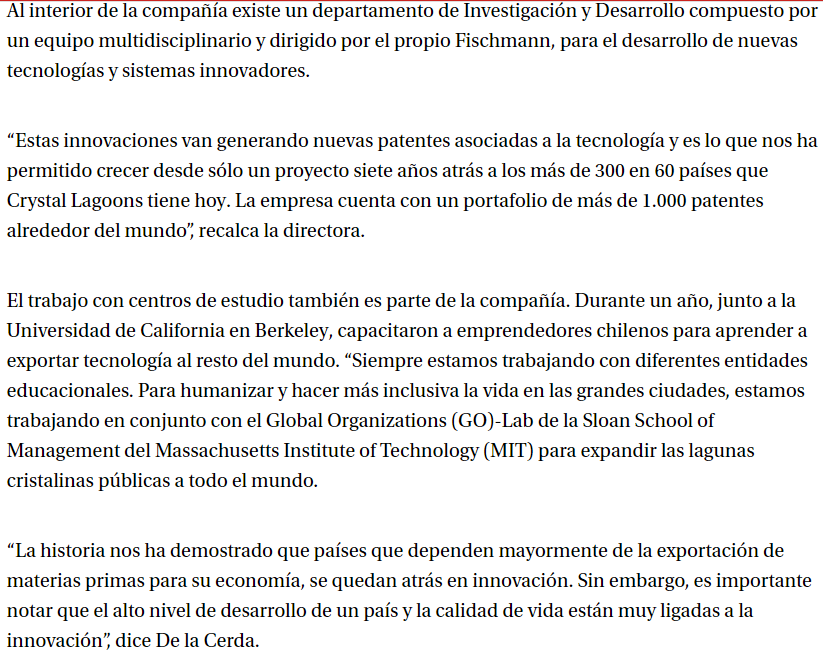 Al interior de la compañía existe un departamento de Investigación y Desarrollo compuesto por
un equipo multidisciplinario y dirigido por el propio Fischmann, para el desarrollo de nuevas
tecnologías y sistemas innovadores.
“Estas innovaciones van generando nuevas patentes asociadas a la tecnología y es lo que nos ha
permitido crecer desde sólo un proyecto siete años atrás a los más de 300 en 60 países que
Crystal Lagoons tiene hoy. La empresa cuenta con un portafolio de más de 1.000 patentes
alrededor del mundo”, recalca la directora.
El trabajo con centros de estudio también es parte de la compañía. Durante un año, junto a la
Universidad de California en Berkeley, capacitaron a emprendedores chilenos para aprender a
exportar tecnología al resto del mundo. “Siempre estamos trabajando con diferentes entidades
educacionales. Para humanizar y hacer más inclusiva la vida en las grandes ciudades, estamos
trabajando en conjunto con el Global Organizations (GO)-Lab de la Sloan School of
Management del Massachusetts Institute of Technology (MIT) para expandir las lagunas
cristalinas públicas a todo el mundo.
“La historia nos ha demostrado que países que dependen mayormente de la exportación de
materias primas para su economía, se quedan atrás en innovación. Sin embargo, es importante
notar que el alto nivel de desarrollo de un país y la calidad de vida están muy ligadas a la
innovación”, dice De la Cerda.